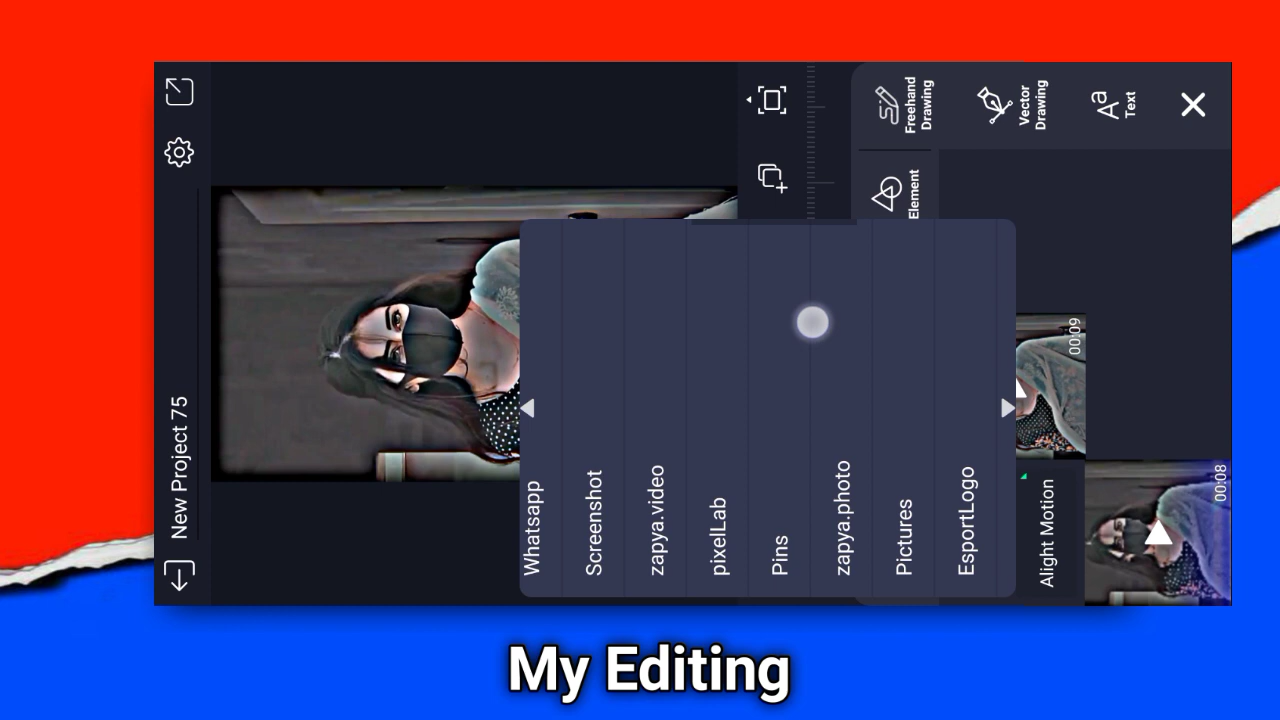 New Project 75
Freehand
Drawing
Vector
Drawing
Aa
Text
Element
Whatsapp
Screenshot
zapya.video
pixelLab
Pins
zapya.photo
Pictures
EsportLogo
Alight Motion
00:09
00:08
My Editing